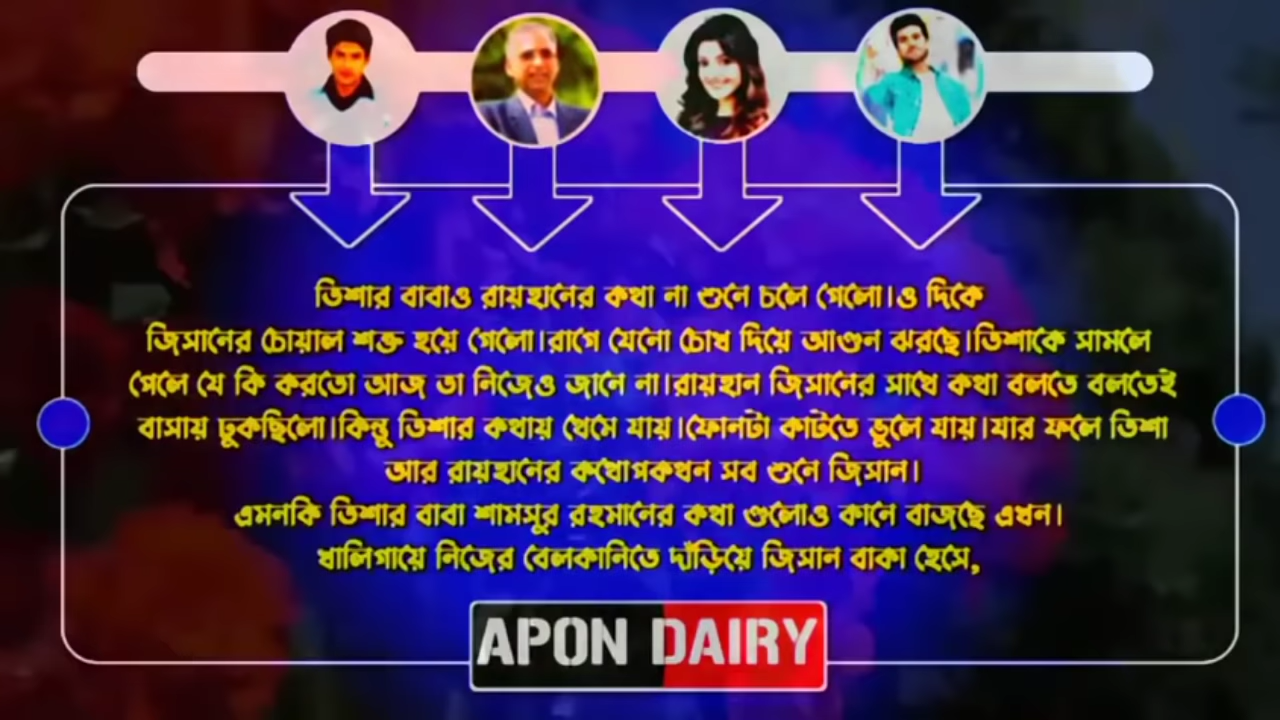 তিশার বাবাও রায়হানের কথা না শুনে চলে গেলো।ও দিকে
জিসানের চোয়াল শক্ত হয়ে গেলো।রাগে যেনো চোখ দিয়ে আগুন ঝরছে।তিশাকে সামলে
পেলে যে কি করতো আজ তা নিজেও জানে না।রায়হান জিসানের সাথে কথা বলতে বলতেই
বাসায় ঢুকছিলো।কিন্তু তিশার কথায় থেমে যায়।ফোনটা কাটতে ভুলে যায়।যার ফলে তিশা
আর রায়হানের কথোপকথন সব শুনে জিসান।
এমনকি তিশার বাবা শামসুর রহমানের কথা গুলোও কানে বাজছে এখন।
খালিগায়ে নিজের বেলকানিতে দাঁড়িয়ে জিসান বাকা হেসে,
APON DAIRY